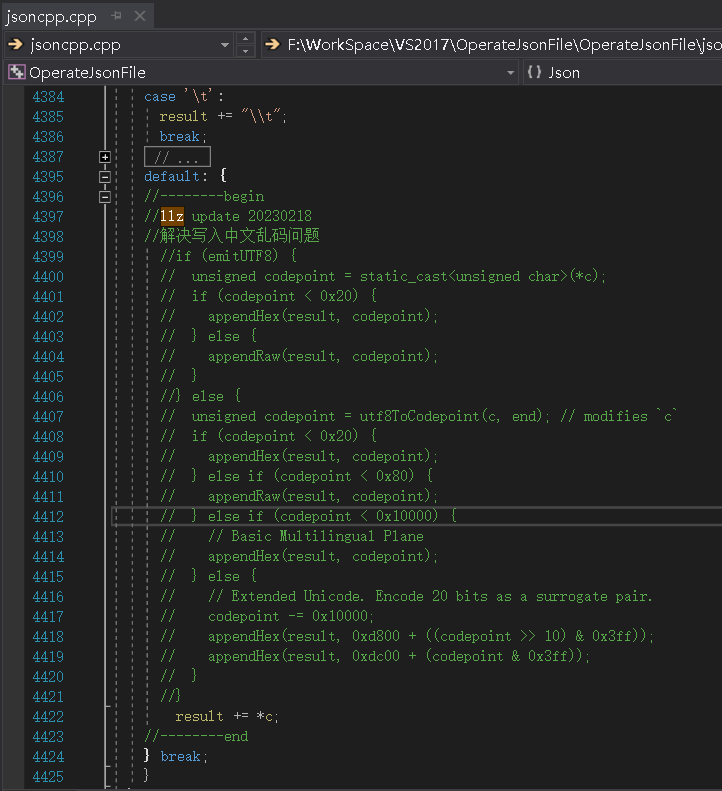 jsoncpp.cpp
jsoncpp.cpp F:\WorkSpace\VS2017\OperateJsonFile\OperateJsonFile\jso
OperateJsonFile {} Json
4384 case '\t':
4385 result += "\\t";
4386 break;
4387 // ...
4395 default: {
4396 //--------begin
4397 //llz update 20230218
4398 //解决写入中文乱码问题
4399 //if (emitUTF8) {
4400 // unsigned codepoint = static_cast<unsigned char>(*c);
4401 // if (codepoint < 0x20) {
4402 // appendHex(result, codepoint);
4403 // } else {
4404 // appendRaw(result, codepoint);
4405 // }
4406 //} else {
4407 // unsigned codepoint = utf8ToCodepoint(c, end); // modifies `c`
4408 // if (codepoint < 0x20) {
4409 // appendHex(result, codepoint);
4410 // } else if (codepoint < 0x80) {
4411 // appendRaw(result, codepoint);
4412 // } else if (codepoint < 0x10000) {
4413 // // Basic Multilingual Plane
4414 // appendHex(result, codepoint);
4415 // } else {
4416 // // Extended Unicode. Encode 20 bits as a surrogate pair.
4417 // codepoint -= 0x10000;
4418 // appendHex(result, 0xd800 + ((codepoint >> 10) & 0x3ff));
4419 // appendHex(result, 0xdc00 + (codepoint & 0x3ff));
4420 // }
4421 //}
4422 result += *c;
4423 //--------end
4424 } break;
4425 }